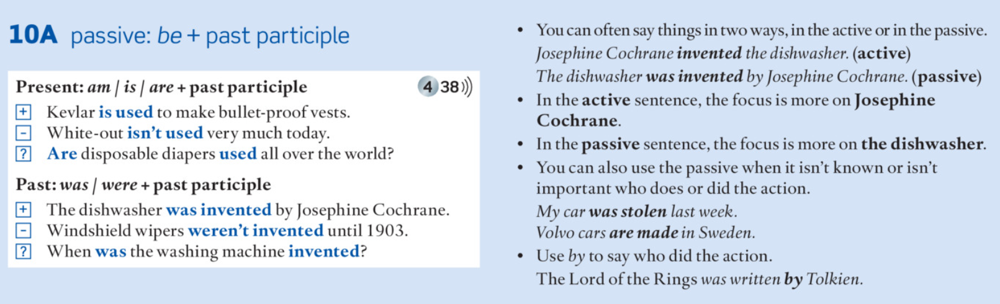 10A passive: be + past participle
Present: am | is | are + past participle
4 38
+ Kevlar is used to make bullet-proof vests.
- White-out isn't used very much today.
? Are disposable diapers used all over the world?
Past: was | were + past participle
+ The dishwasher was invented by Josephine Cochrane.
- Windshield wipers weren't invented until 1903.
? When was the washing machine invented?
• You can often say things in two ways, in the active or in the passive.
Josephine Cochrane invented the dishwasher. (active)
The dishwasher was invented by Josephine Cochrane. (passive)
• In the active sentence, the focus is more on Josephine
Cochrane.
• In the passive sentence, the focus is more on the dishwasher.
• You can also use the passive when it isn't known or isn't
important who does or did the action.
My car was stolen last week.
Volvo cars are made in Sweden.
• Use by to say who did the action.
The Lord of the Rings was written by Tolkien.